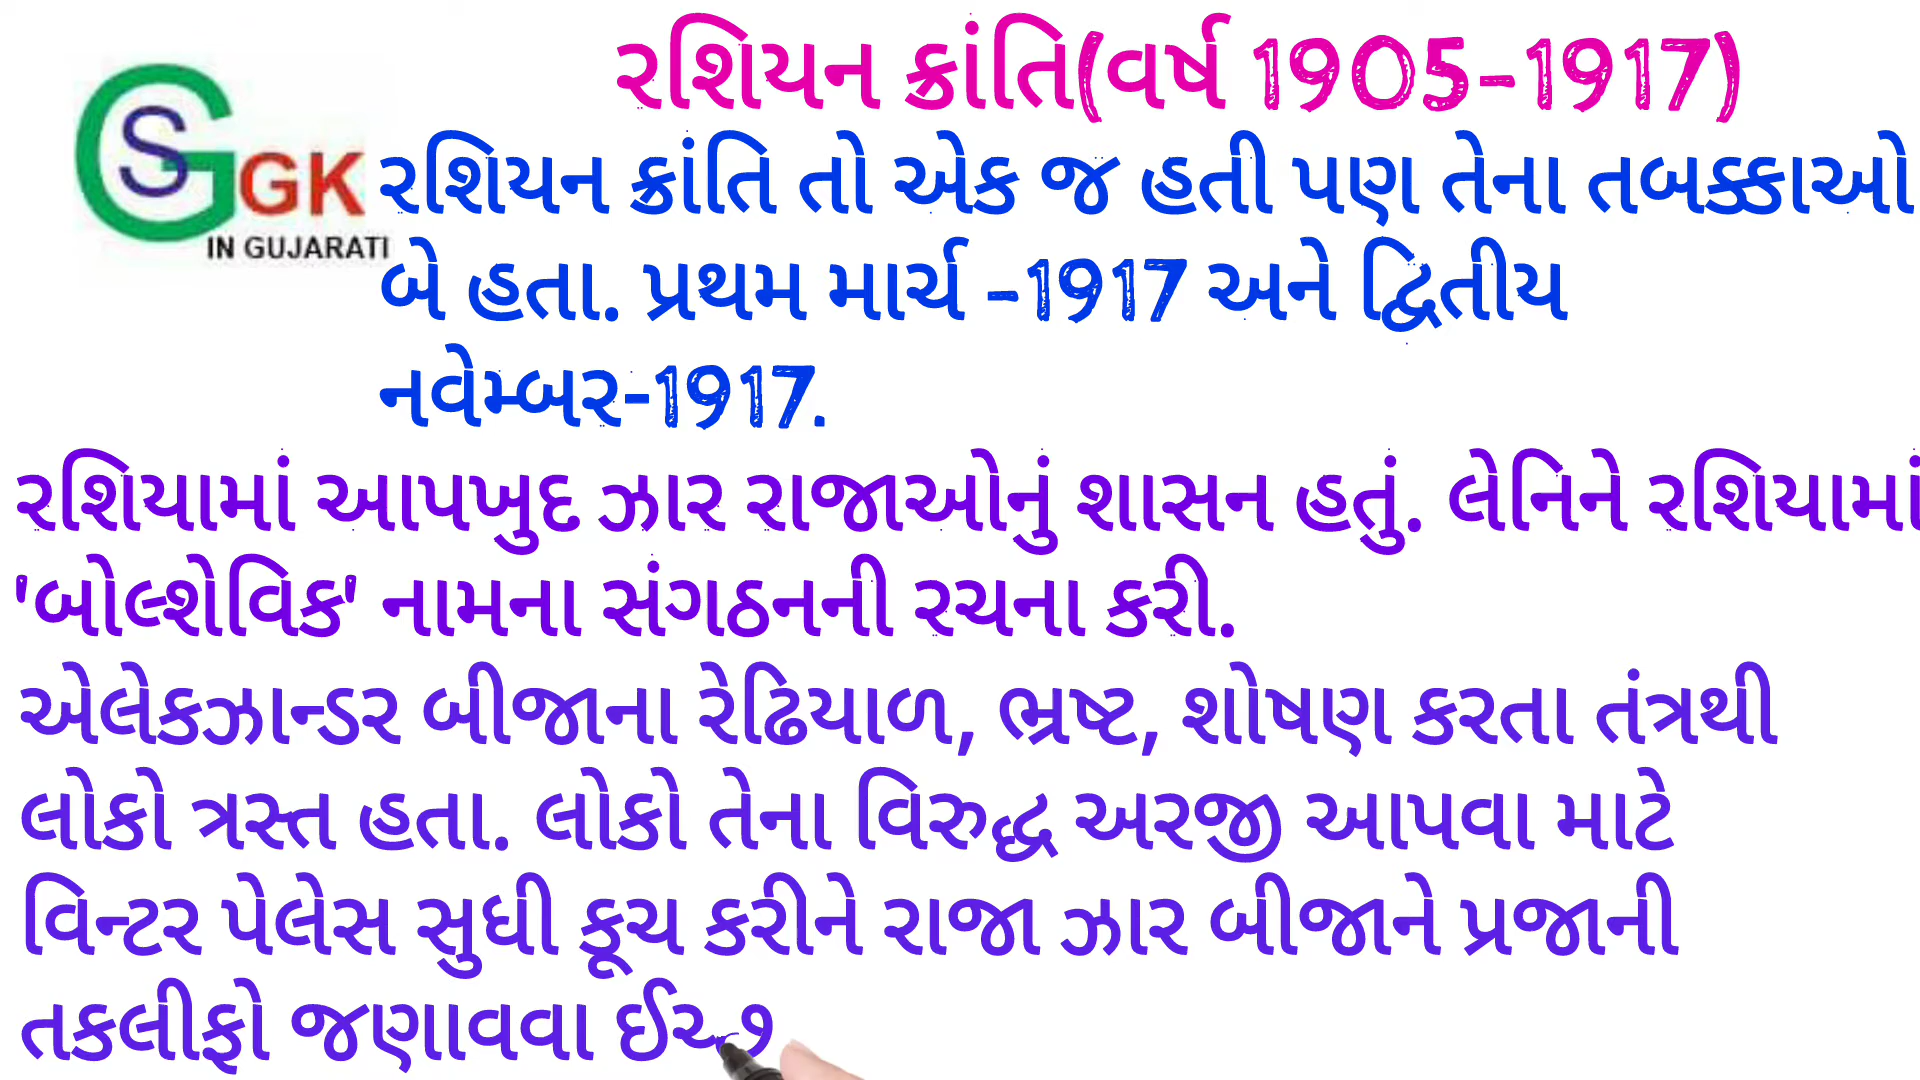 રશિયન ક્રાંતિ(વર્ષ 1905-1917)
GS GK
IN GUJARATI
રશિયન ક્રાંતિ તો એક જ હતી પણ તેના તબક્કાઓ
બે હતા. પ્રથમ માર્ચ -1917 અને દ્વિતીય
નવેમ્બર-1917.
રશિયામાં આપખુદ ઝાર રાજાઓનું શાસન હતું. લેનિને રશિયામાં
'બોલ્શેવિક' નામના સંગઠનની રચના કરી.
એલેકઝાન્ડર બીજાના રેઢિયાળ, ભ્રષ્ટ, શોષણ કરતા તંત્રથી
લોકો ત્રસ્ત હતા. લોકો તેના વિરુદ્ધ અરજી આપવા માટે
વિન્ટર પેલેસ સુધી કૂચ કરીને રાજા ઝાર બીજાને પ્રજાની
તકલીફો જણાવવા